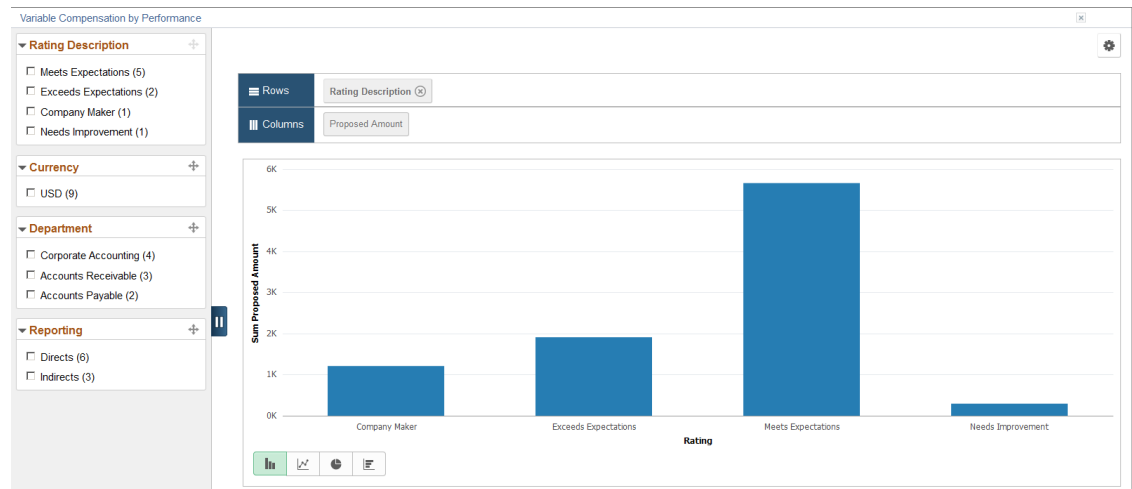 Variable Compensation by Performance
Rating Description
Meets Expectations (5)
Exceeds Expectations (2)
Company Maker (1)
Needs Improvement (1)
Currency
USD (9)
Department
Corporate Accounting (4)
Accounts Receivable (3)
Accounts Payable (2)
Reporting
Directs (6)
Indirects (3)
Rows
Rating Description
Columns
Proposed Amount
6K
5K
4K
3K
2K
1K
0K
Sum Proposed Amount
Company Maker
Exceeds Expectations
Meets Expectations
Needs Improvement
Rating